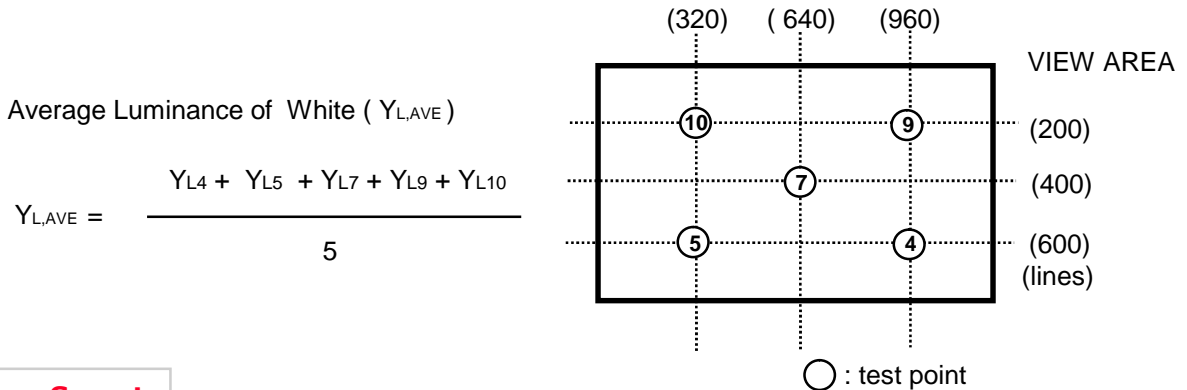 (320) ( 640) (960)
VIEW AREA
Average Luminance of White ( YL,AVE )
10 9 (200)
YL4 + YL5 + YL7 + YL9 + YL10
7 (400)
YL,AVE =
5 4 (600)
5
(lines)
: test point